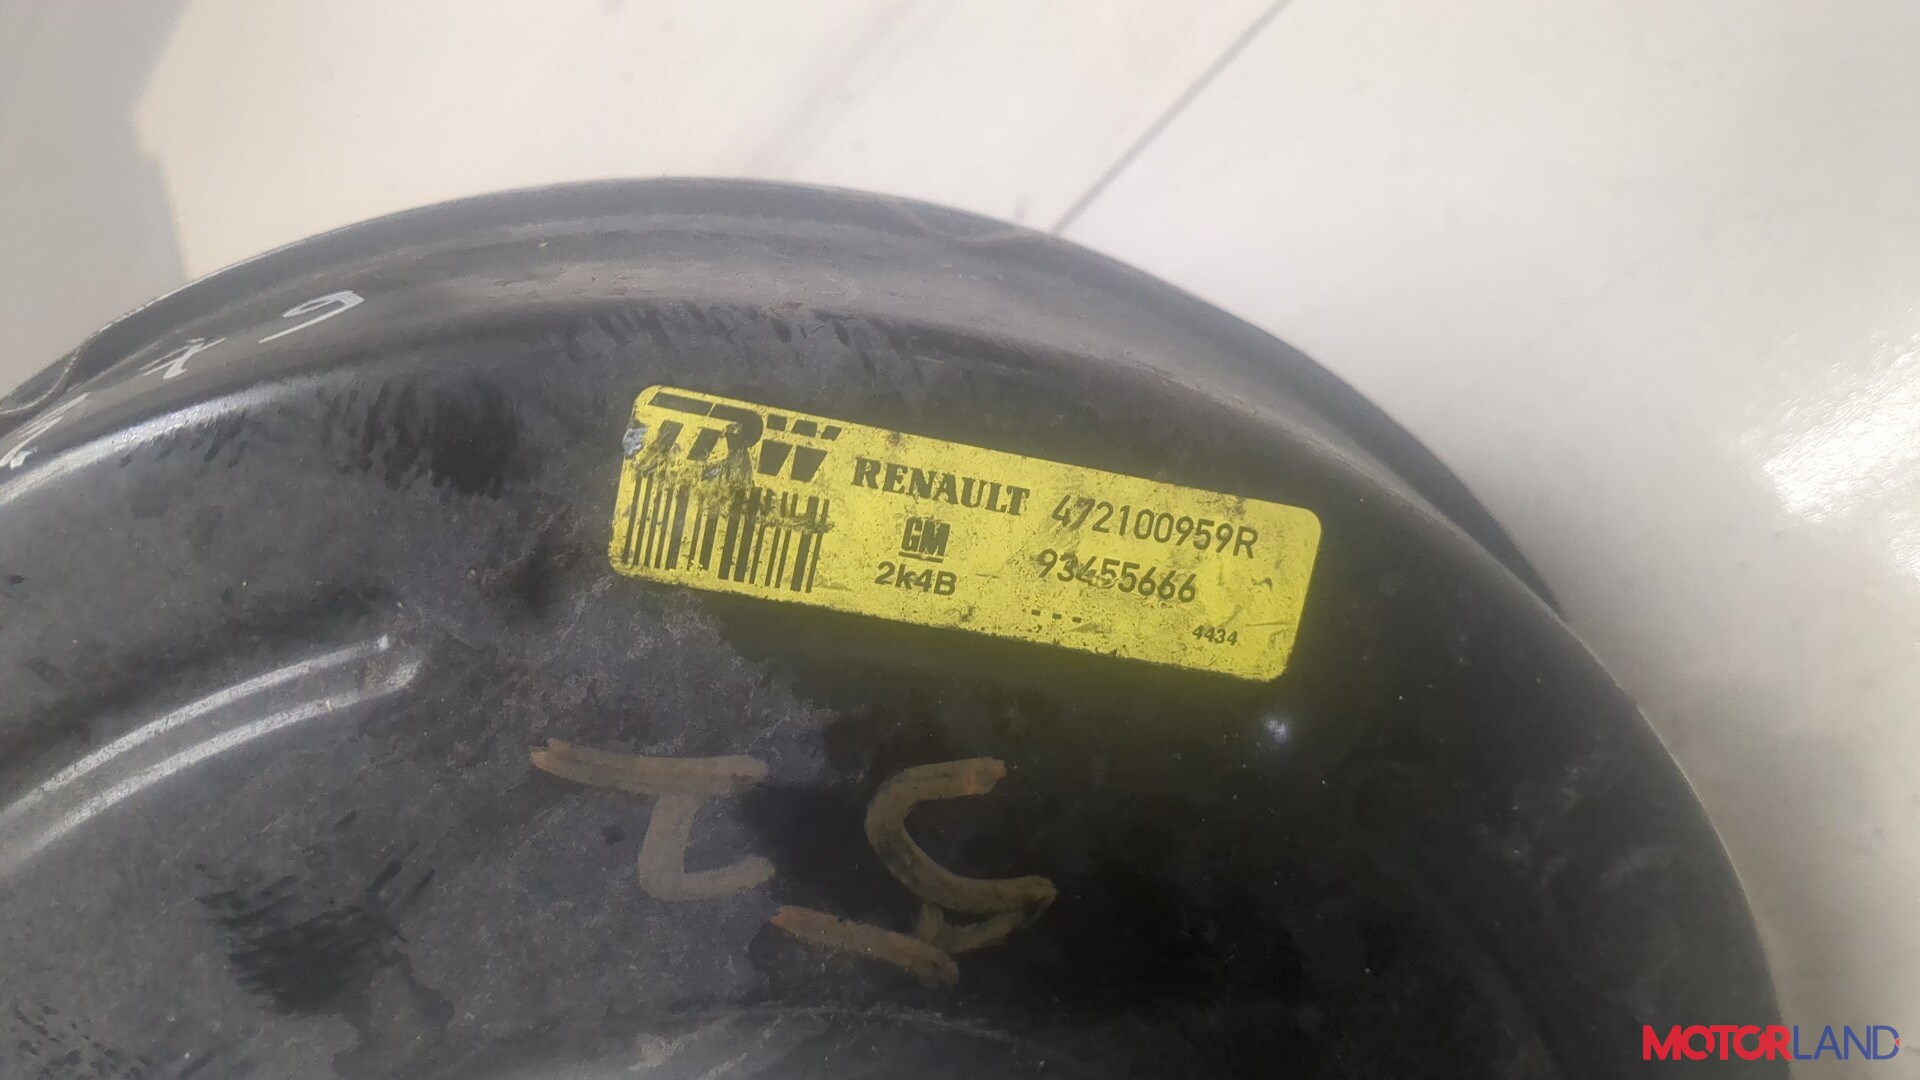 TRW RENAULT 472100959R
GM 93455666
2k4B
4434
MOTORLAND